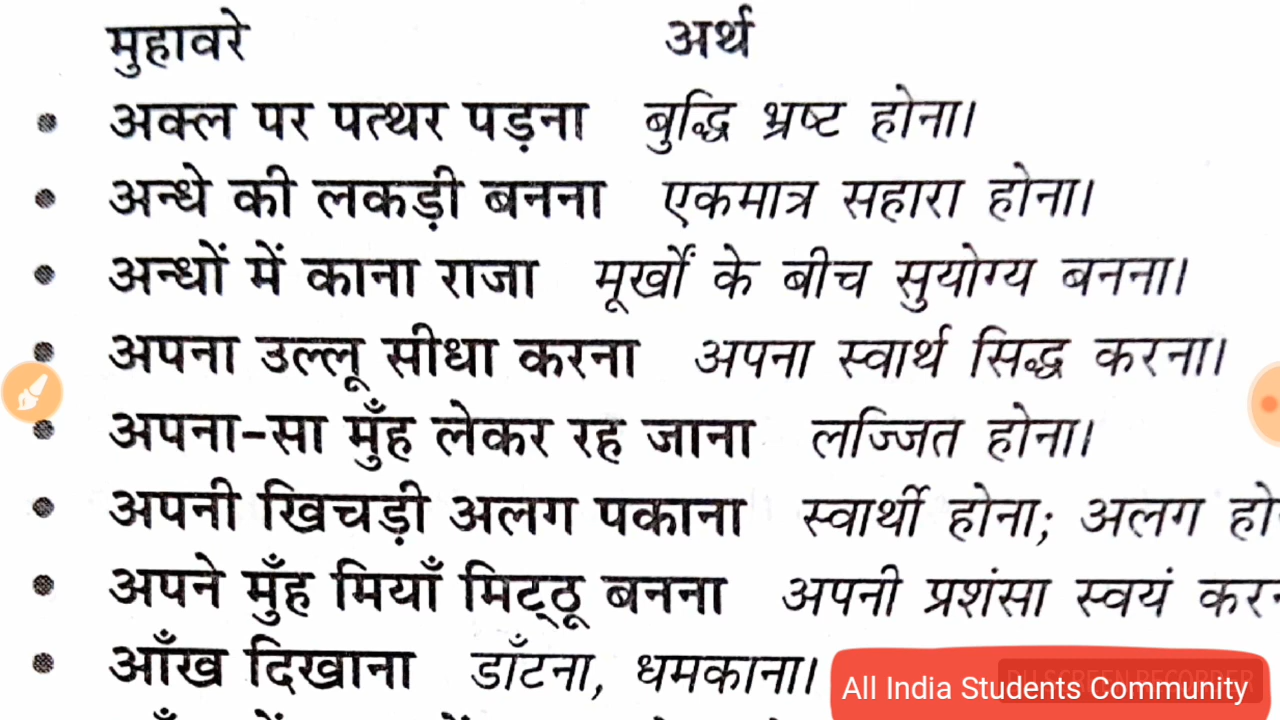 मुहावरे अर्थ
• अक्ल पर पत्थर पड़ना बुद्धि भ्रष्ट होना।
• अन्धे की लकड़ी बनना एकमात्र सहारा होना।
• अन्धों में काना राजा मूर्खों के बीच सुयोग्य बनना।
• अपना उल्लू सीधा करना अपना स्वार्थ सिद्ध करना।
• अपना-सा मुँह लेकर रह जाना लज्जित होना।
• अपनी खिचड़ी अलग पकाना स्वार्थी होना; अलग
• अपने मुँह मियाँ मिट्ठू बनना अपनी प्रशंसा स्वयं
• आँख दिखाना डाँटना, धमकाना।
All India Students Community